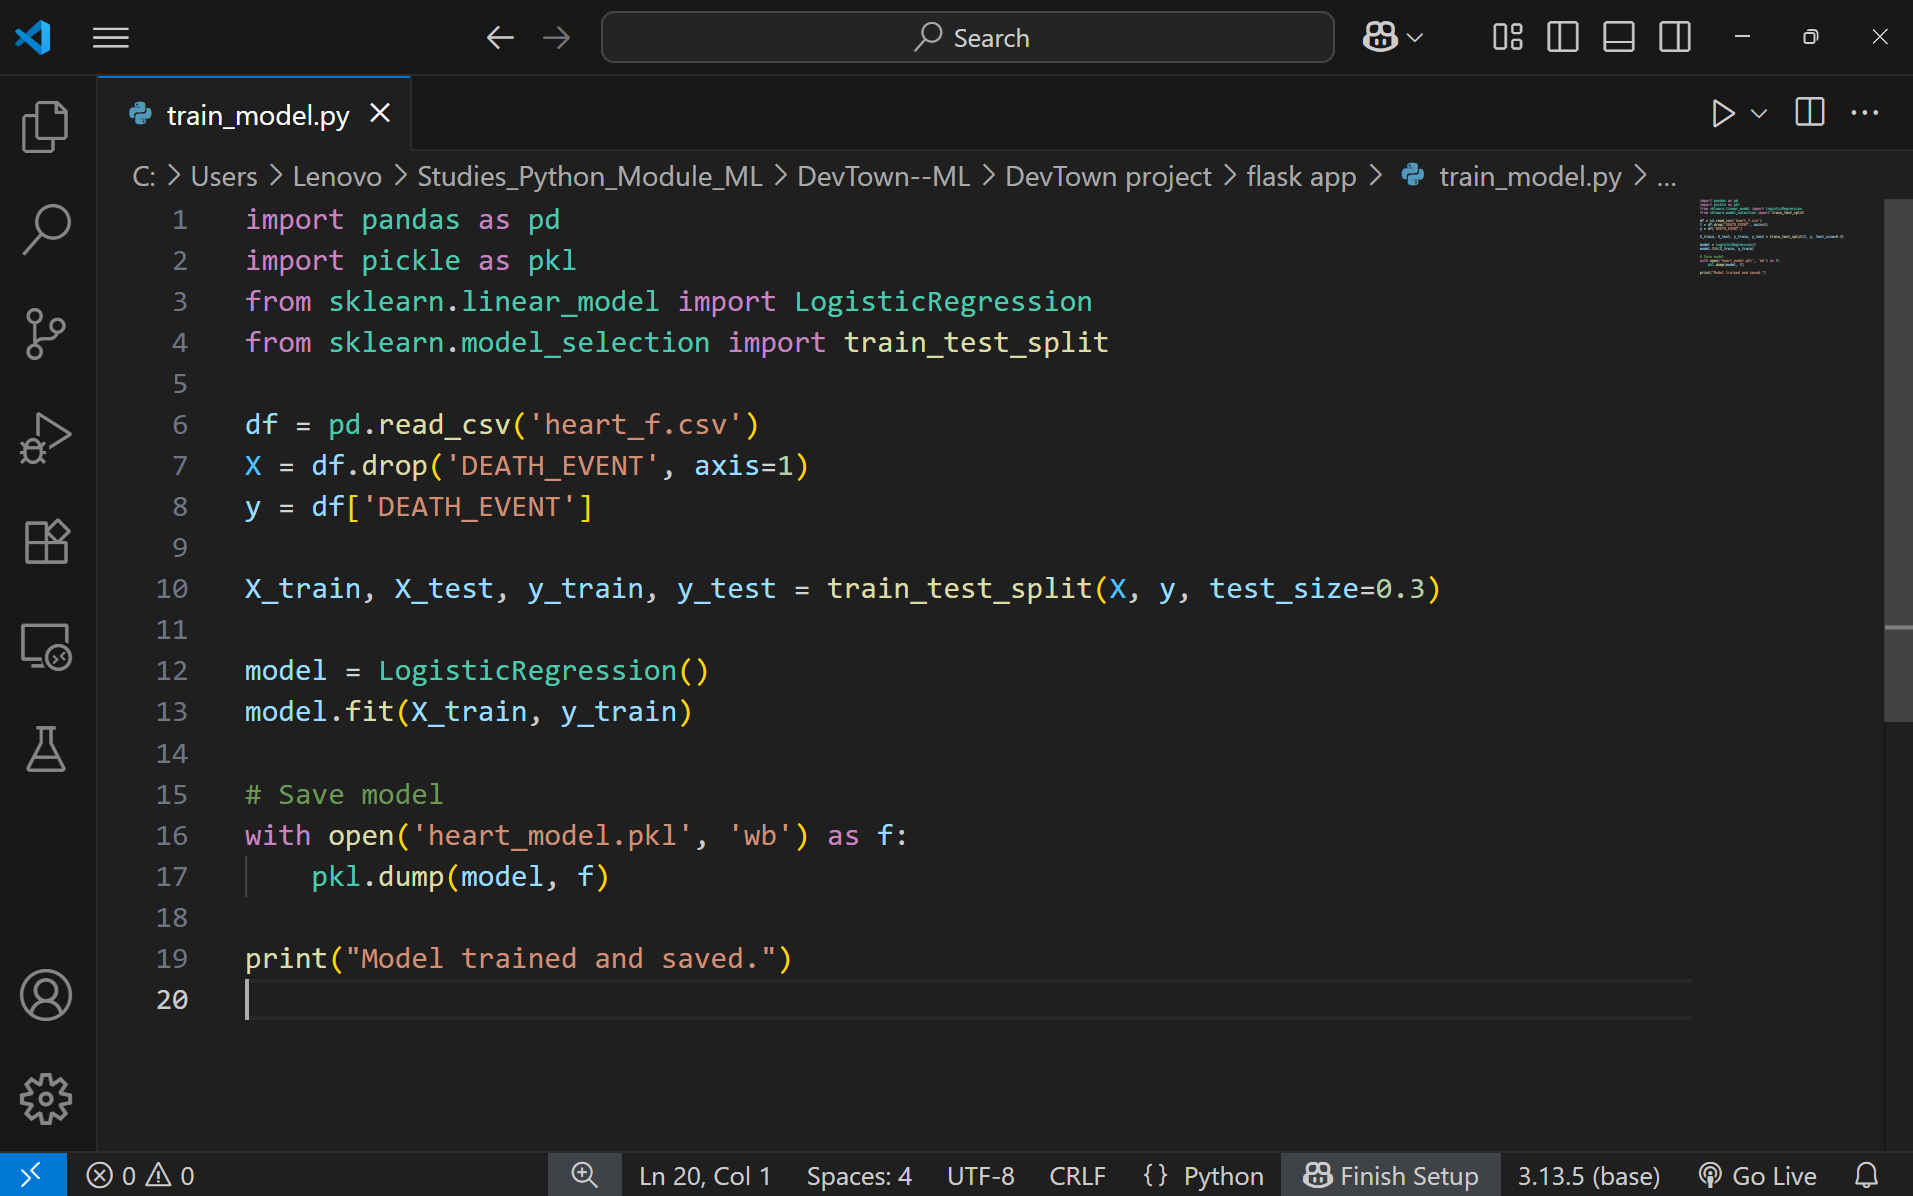 Search
train_model.py
C: > Users > Lenovo > Studies_Python_Module_ML > DevTown--ML > DevTown project > flask app > train_model.py > ...
1 import pandas as pd
2 import pickle as pkl
3 from sklearn.linear_model import LogisticRegression
4 from sklearn.model_selection import train_test_split
5
6 df = pd.read_csv('heart_f.csv')
7 X = df.drop('DEATH_EVENT', axis=1)
8 y = df['DEATH_EVENT']
9
10 X_train, X_test, y_train, y_test = train_test_split(X, y, test_size=0.3)
11
12 model = LogisticRegression()
13 model.fit(X_train, y_train)
14
15 # Save model
16 with open('heart_model.pkl', 'wb') as f:
17     pkl.dump(model, f)
18
19 print("Model trained and saved.")
20
0 0 Ln 20, Col 1 Spaces: 4 UTF-8 CRLF {} Python Finish Setup 3.13.5 (base) Go Live